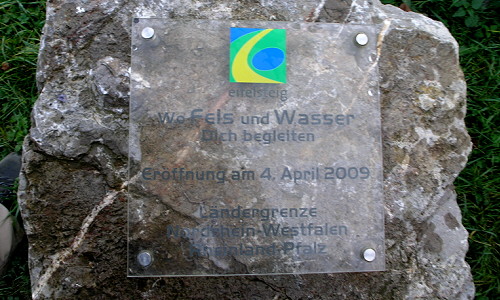 eifelsteig
Wo Fels und Wasser
Dich begleiten
Eröffnung am 4. April 2009
Ländergrenze
Nordrhein-Westfalen
Rheinland-Pfalz